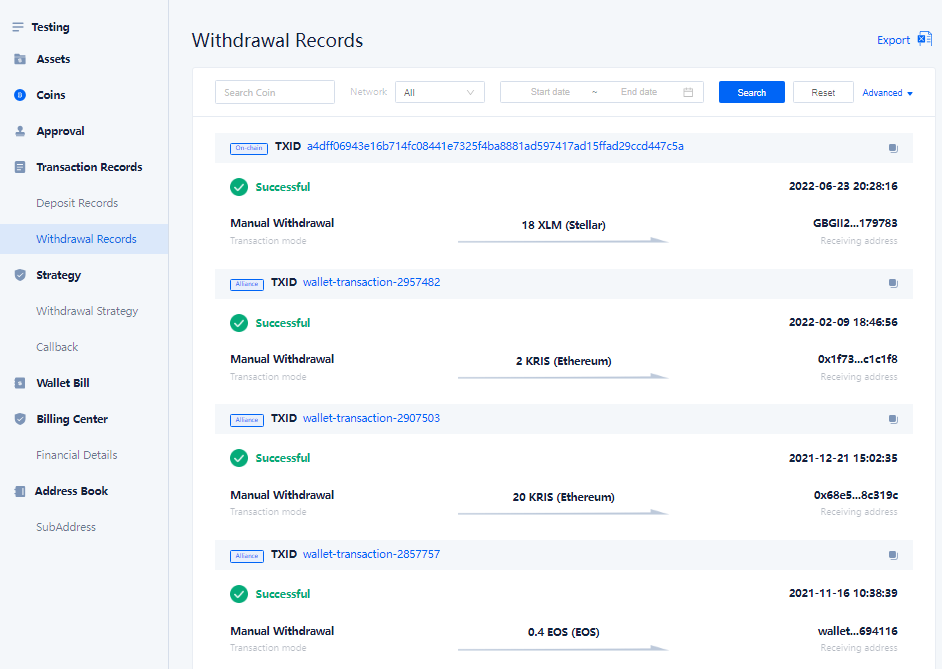 Testing
Assets
Coins
Approval
Transaction Records
Deposit Records
Withdrawal Records
Strategy
Withdrawal Strategy
Callback
Wallet Bill
Billing Center
Financial Details
Address Book
SubAddress
Withdrawal Records
Export
Search Coin Network All Start date ~ End date Search Reset Advanced
On-chain TXID a4dff06943e16b714fc08441e7325f4ba8881ad597417ad15ffad29ccd447c5a
Successful 2022-06-23 20:28:16
Manual Withdrawal 18 XLM (Stellar) GBGII2...179783
Transaction mode Receiving address
Alliance TXID wallet-transaction-2957482
Successful 2022-02-09 18:46:56
Manual Withdrawal 2 KRIS (Ethereum) 0x1f73...c1c1f8
Transaction mode Receiving address
Alliance TXID wallet-transaction-2907503
Successful 2021-12-21 15:02:35
Manual Withdrawal 20 KRIS (Ethereum) 0x68e5...8c319c
Transaction mode Receiving address
Alliance TXID wallet-transaction-2857757
Successful 2021-11-16 10:38:39
Manual Withdrawal 0.4 EOS (EOS) wallet...694116
Transaction mode Receiving address